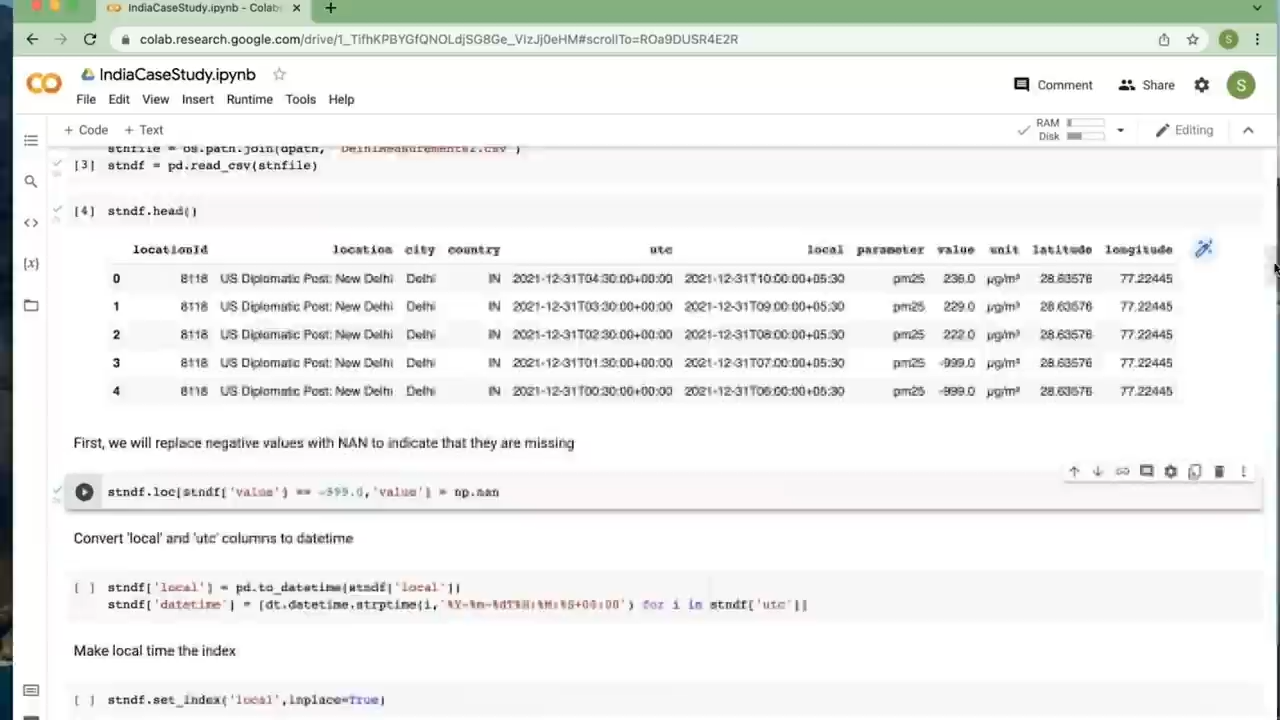 IndiaCaseStudy.ipynb - Colab
colab.research.google.com/drive/1_TifhKPBYGfQNOLdjSG8Ge_VizJj0eHM#scrollTo=ROa9DUSR4E2R
S
IndiaCaseStudy.ipynb
Comment
Share
S
File Edit View Insert Runtime Tools Help
+ Code + Text
RAM
Disk
Editing
stnfile = os.path.join(dpath, 'DelhiMeasurements2.csv')
[3] stndf = pd.read_csv(stnfile)
[4] stndf.head()
locationId location city country utc local parameter value unit latitude longitude
0 8118 US Diplomatic Post: New Delhi Delhi IN 2021-12-31T04:30:00+00:00 2021-12-31T10:00:00+05:30 pm25 236.0 µg/m³ 28.63576 77.22445
1 8118 US Diplomatic Post: New Delhi Delhi IN 2021-12-31T03:30:00+00:00 2021-12-31T09:00:00+05:30 pm25 229.0 µg/m³ 28.63576 77.22445
2 8118 US Diplomatic Post: New Delhi Delhi IN 2021-12-31T02:30:00+00:00 2021-12-31T08:00:00+05:30 pm25 222.0 µg/m³ 28.63576 77.22445
3 8118 US Diplomatic Post: New Delhi Delhi IN 2021-12-31T01:30:00+00:00 2021-12-31T07:00:00+05:30 pm25 -999.0 µg/m³ 28.63576 77.22445
4 8118 US Diplomatic Post: New Delhi Delhi IN 2021-12-31T00:30:00+00:00 2021-12-31T06:00:00+05:30 pm25 -999.0 µg/m³ 28.63576 77.22445
First, we will replace negative values with NAN to indicate that they are missing
stndf.loc[stndf['value'] == -999.0,'value'] = np.nan
Convert 'local' and 'utc' columns to datetime
[ ] stndf['local'] = pd.to_datetime(stndf['local'])
stndf['datetime'] = [dt.datetime.strptime(i,'%Y-%m-%dT%H:%M:%S+00:00') for i in stndf['utc']]
Make local time the index
[ ] stndf.set_index('local',inplace=True)